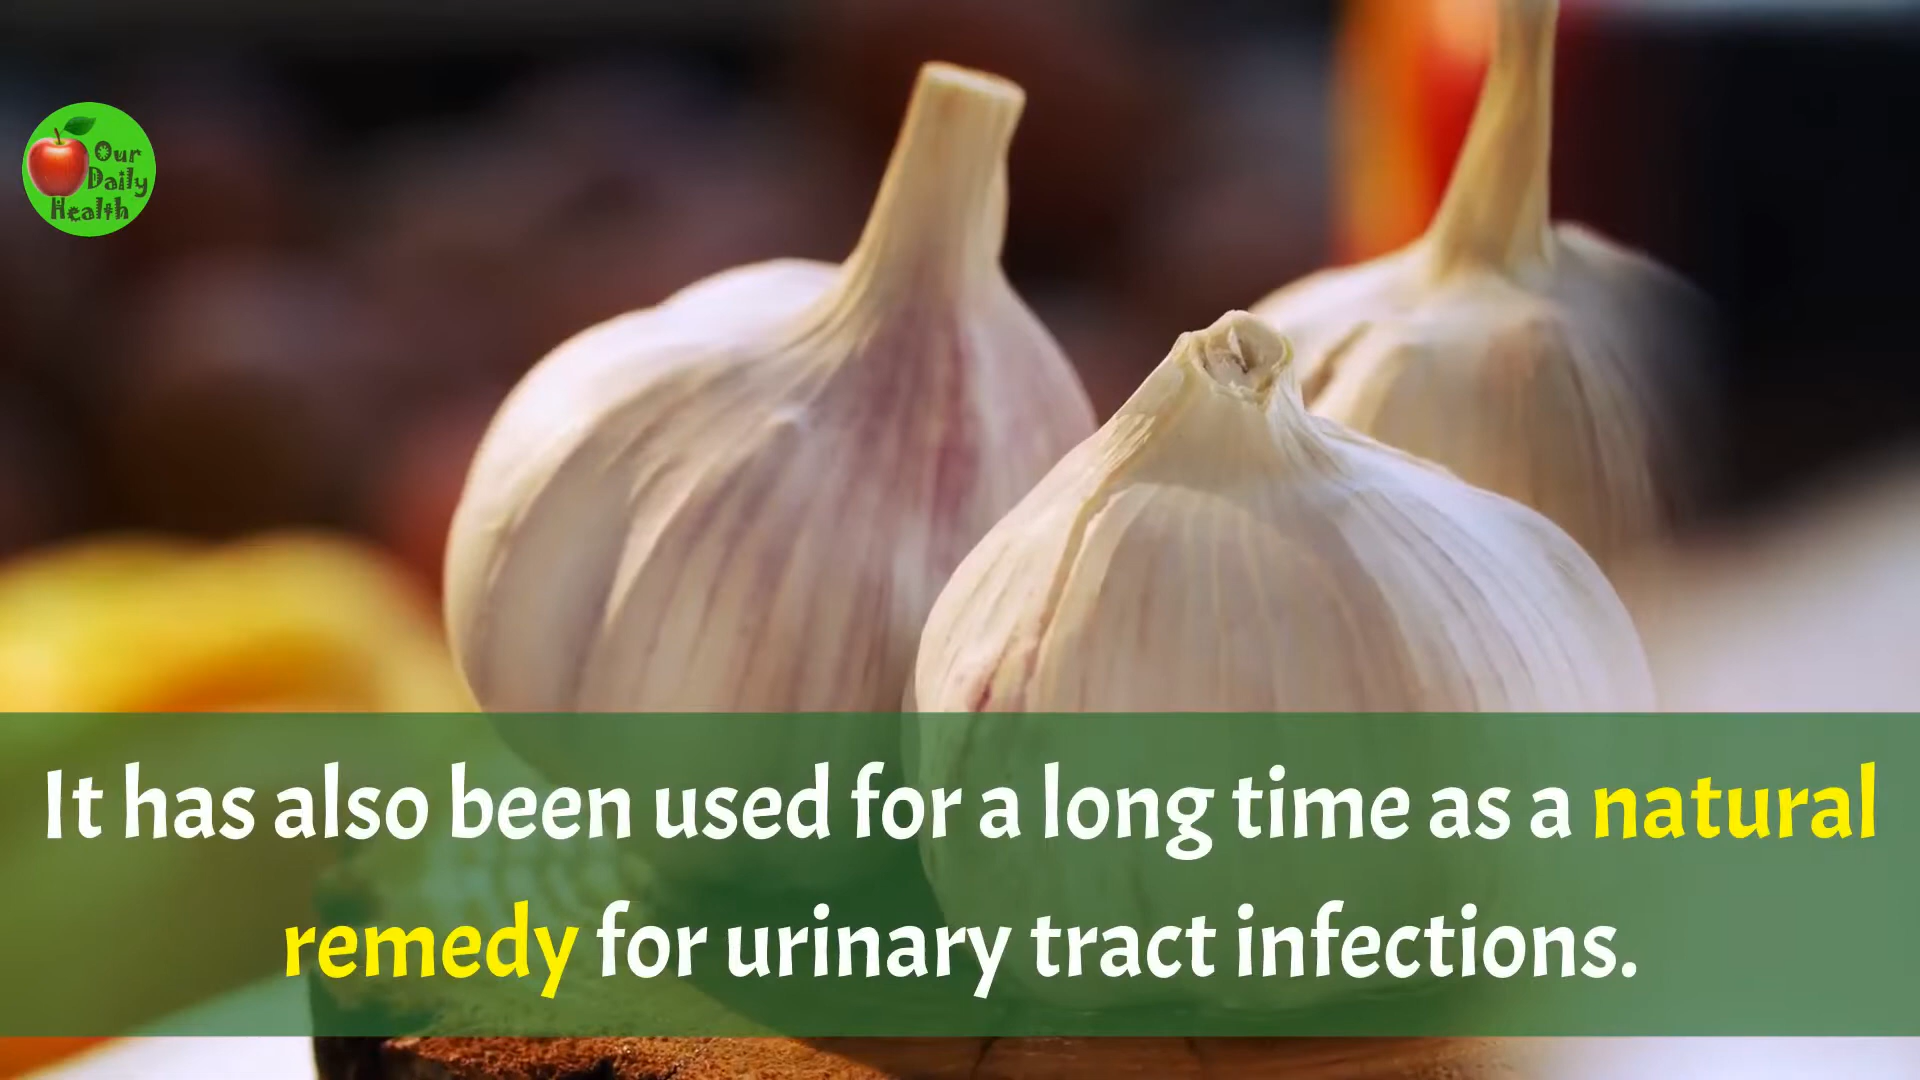 Our
Daily
Health
It has also been used for a long time as a natural
remedy for urinary tract infections.